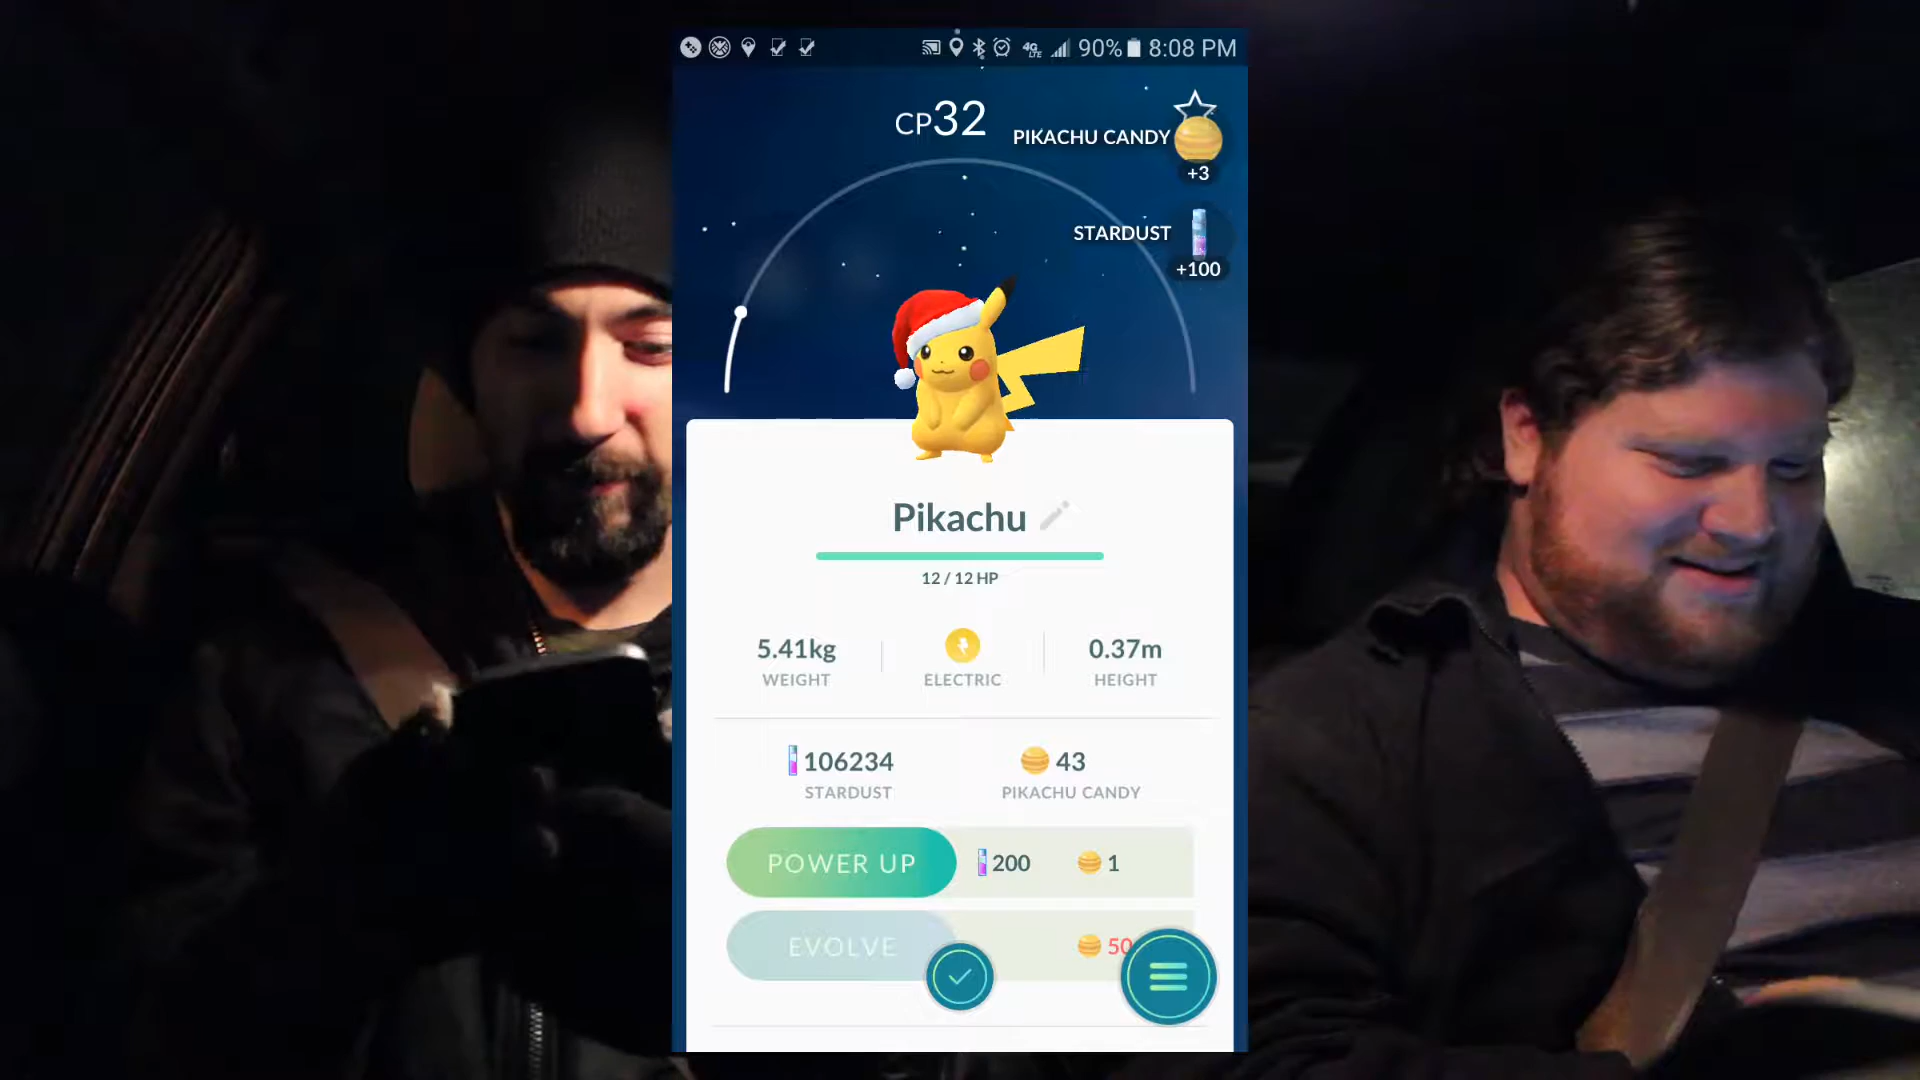 90% 8:08 PM
CP32
PIKACHU CANDY
+3
STARDUST
+100
Pikachu
12 / 12 HP
5.41kg
WEIGHT
ELECTRIC
0.37m
HEIGHT
106234
STARDUST
43
PIKACHU CANDY
POWER UP 200 1
EVOLVE 50